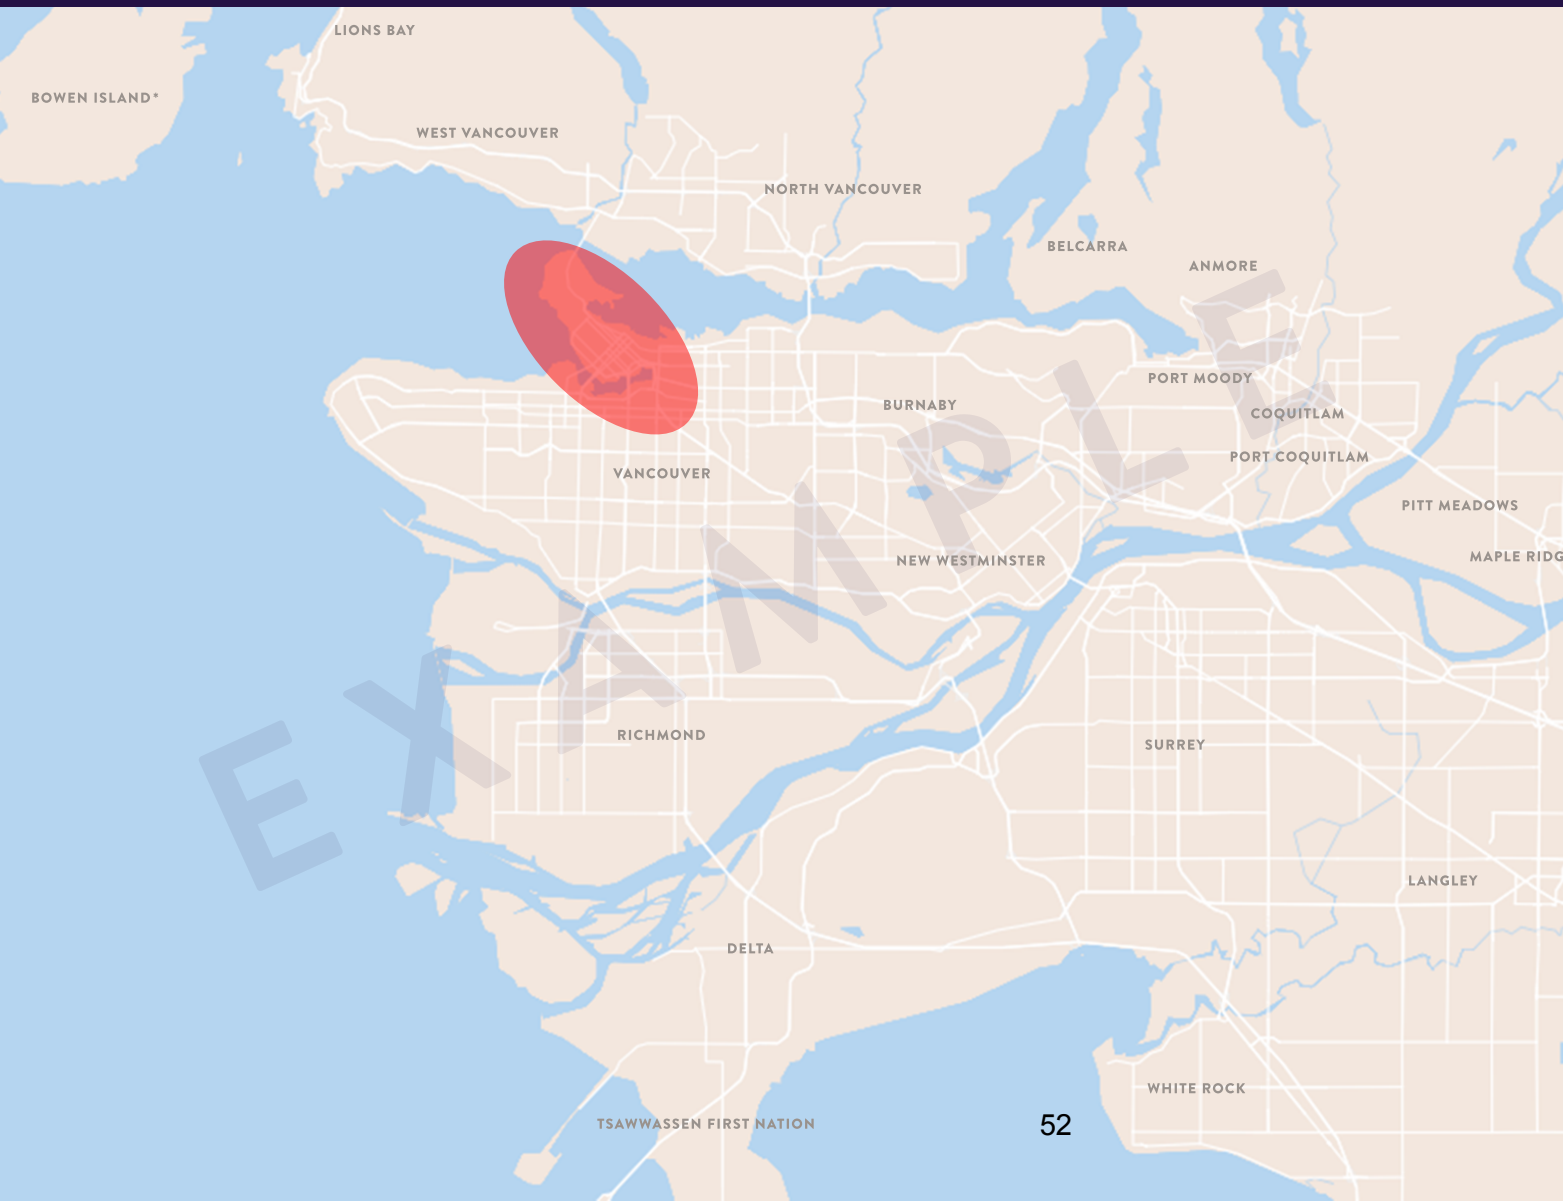 LIONS BAY
BOWEN ISLAND*
WEST VANCOUVER
NORTH VANCOUVER
BELCARRA
ANMORE
PORT MOODY
BURNABY
COQUITLAM
PORT COQUITLAM
VANCOUVER
PITT MEADOWS
MAPLE RIDG
NEW WESTMINSTER
EXAMPLE
RICHMOND
SURREY
LANGLEY
DELTA
WHITE ROCK
TSAWWASSEN FIRST NATION
52